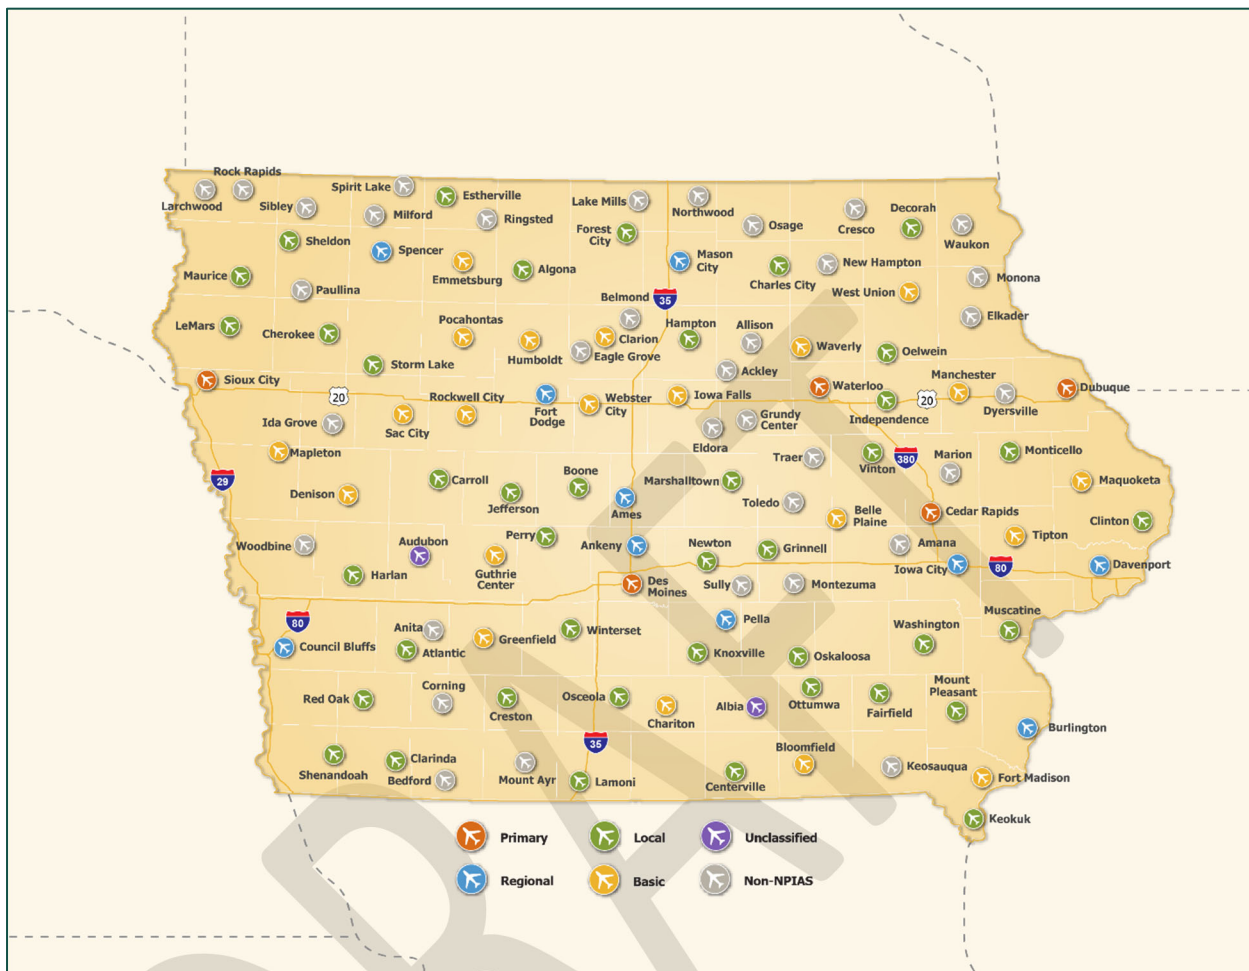 Rock Rapids
Larchwood
Sibley
Spirit Lake
Milford
Estherville
Ringsted
Lake Mills
Forest
City
Northwood
Osage
Cresco
Decorah
Waukon
Sheldon
Spencer
Emmetsburg
Algona
Mason
City
Charles City
New Hampton
West Union
Monona
Maurice
Paullina
Belmond
35
Elkader
LeMars
Cherokee
Pocahontas
Humboldt
Clarion
Eagle Grove
Hampton
Allison
Waverly
Oelwein
Storm Lake
Ackley
Sioux City
20
Rockwell City
Fort
Dodge
Webster
City
Iowa Falls
Waterloo
Independence
20
Manchester
Dyersville
Dubuque
Ida Grove
Sac City
Eldora
Grundy
Center
Mapleton
Traer
Vinton
380
Marion
Monticello
29
Denison
Carroll
Jefferson
Boone
Ames
Marshalltown
Toledo
Belle
Plaine
Cedar Rapids
Maquoketa
Clinton
Woodbine
Audubon
Perry
Ankeny
Newton
Grinnell
Amana
Tipton
Harlan
Guthrie
Center
Des
Moines
Sully
Montezuma
Iowa City
80
Davenport
80
Anita
Winterset
Pella
Washington
Muscatine
Council Bluffs
Atlantic
Greenfield
Knoxville
Oskaloosa
Red Oak
Corning
Creston
Osceola
Chariton
Albia
Ottumwa
Fairfield
Mount
Pleasant
Burlington
35
Shenandoah
Clarinda
Bedford
Mount Ayr
Lamoni
Centerville
Bloomfield
Keosauqua
Fort Madison
Keokuk
Primary
Local
Unclassified
Regional
Basic
Non-NPIAS
DRAFT